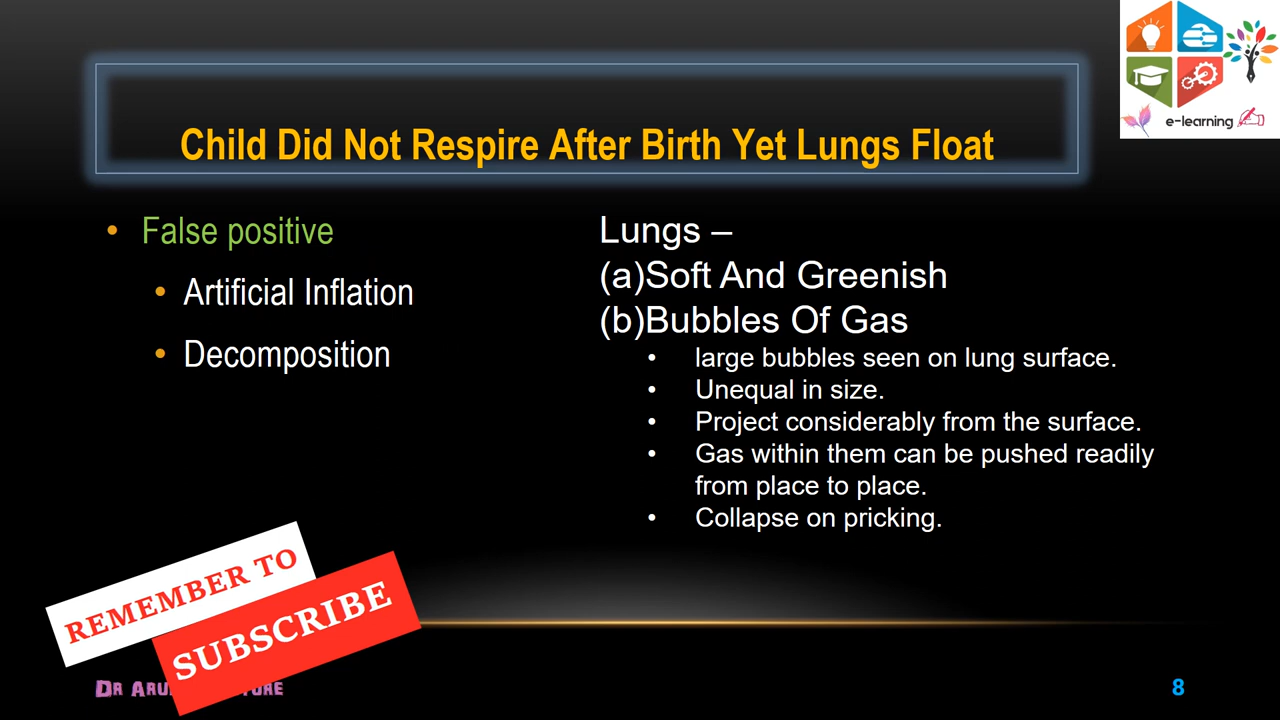 e-learning
Child Did Not Respire After Birth Yet Lungs Float
• False positive
• Artificial Inflation
• Decomposition
Lungs –
(a)Soft And Greenish
(b)Bubbles Of Gas
• large bubbles seen on lung surface.
• Unequal in size.
• Project considerably from the surface.
• Gas within them can be pushed readily
from place to place.
• Collapse on pricking.
REMEMBER TO
SUBSCRIBE
Dr
8